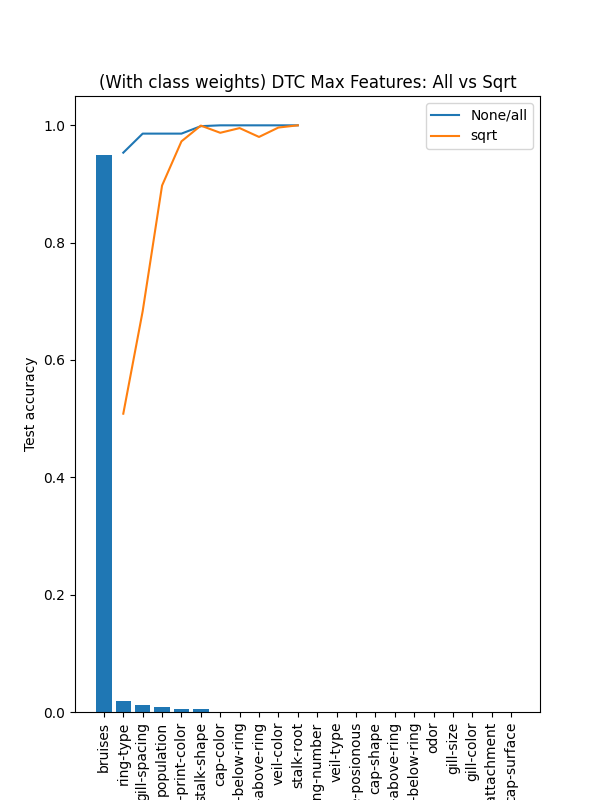 (With class weights) DTC Max Features: All vs Sqrt
None/all
sqrt
1.0
0.8
0.6
0.4
0.2
0.0
Test accuracy
bruises
ring-type
gill-spacing
population
-print-color
stalk-shape
cap-color
-below-ring
-above-ring
veil-color
stalk-root
ng-number
veil-type
-posionous
cap-shape
-above-ring
-below-ring
odor
gill-size
gill-color
attachment
cap-surface